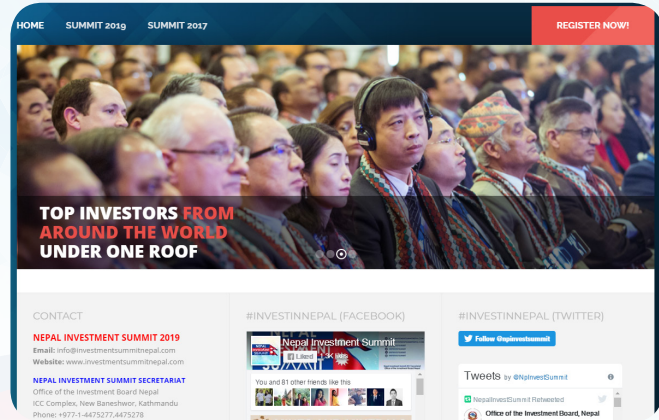 HOME SUMMIT 2019 SUMMIT 2017 REGISTER NOW!
TOP INVESTORS FROM
AROUND THE WORLD
UNDER ONE ROOF
CONTACT
NEPAL INVESTMENT SUMMIT 2019
Email: info@investmentsummitnepal.com
Website: www.investmentsummitnepal.com
NEPAL INVESTMENT SUMMIT SECRETARIAT
Office of the Investment Board Nepal
ICC Complex, New Baneshwor, Kathmandu
Phone: +977-1-4475277,4475278
#INVESTINNEPAL (FACEBOOK)
Nepal Investment Summit
Liked
You and 81 other friends like this
#INVESTINNEPAL (TWITTER)
Follow @npinvestsummit
Tweets by @NpInvestSummit
NepalInvestSummit Retweeted
Office of the Investment Board, Nepal